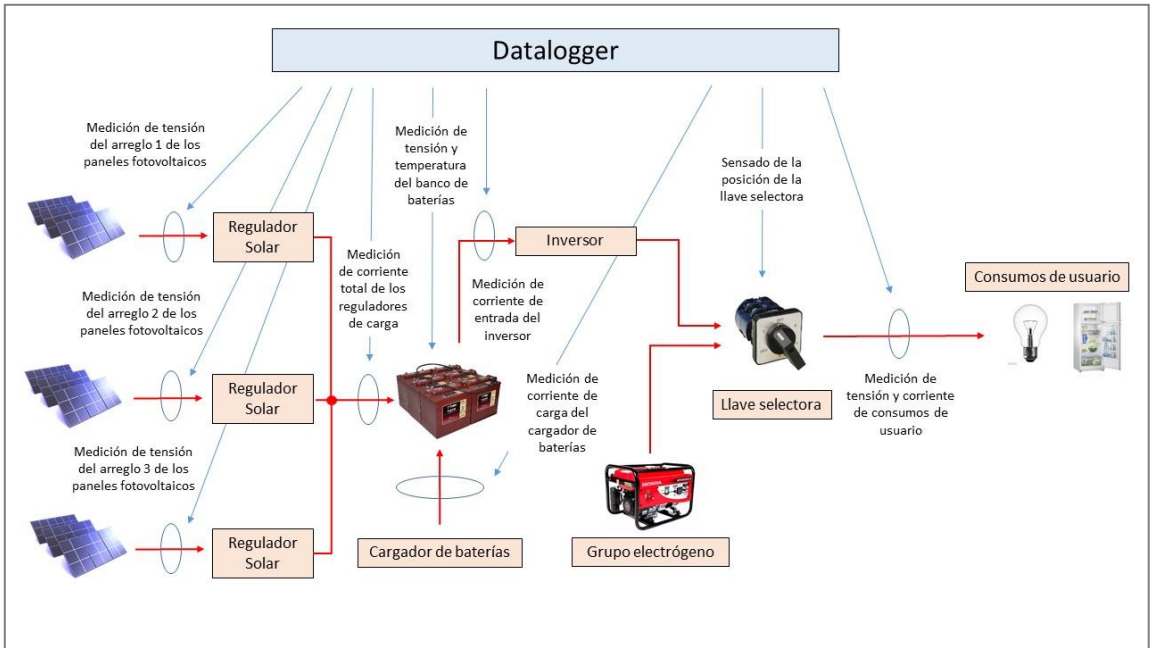 Datalogger
Medición de tensión
del arreglo 1 de los
paneles fotovoltaicos
Medición de
tensión y
temperatura
del banco de
baterías
Sensado de la
posición de la
llave selectora
Regulador
Solar
Inversor
Medición
de corriente
total de los
reguladores
de carga
Medición de
corriente de
entrada del
inversor
Consumos de usuario
Medición de tensión
del arreglo 2 de los
paneles fotovoltaicos
Regulador
Solar
Medición de
corriente de
carga del
cargador de
baterías
Llave selectora
Medición de
tensión y corriente
de consumos de
usuario
Medición de tensión
del arreglo 3 de los
paneles fotovoltaicos
HONDA
Regulador
Solar
Cargador de baterías
Grupo electrógeno